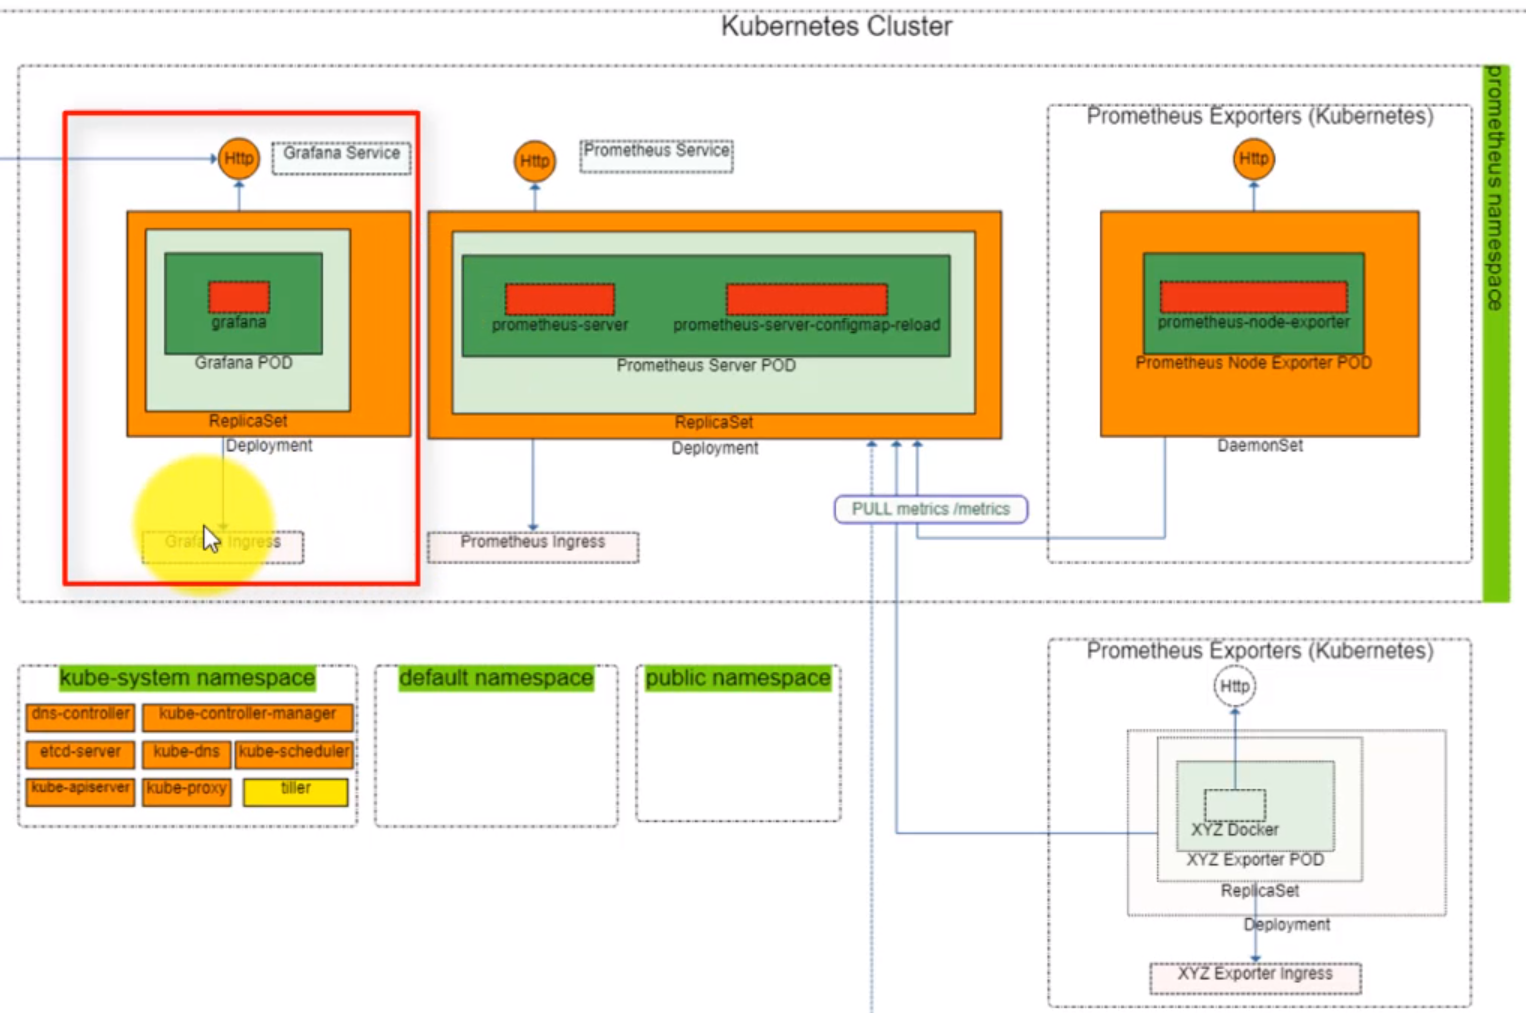 Kubernetes Cluster
prometheus namespace
Http
Grafana Service
grafana
Grafana POD
ReplicaSet
Deployment
Grafana Ingress
Http
Prometheus Service
prometheus-server
prometheus-server-configmap-reload
Prometheus Server POD
ReplicaSet
Deployment
Prometheus Ingress
PULL metrics /metrics
Prometheus Exporters (Kubernetes)
Http
prometheus-node-exporter
Prometheus Node Exporter POD
DaemonSet
kube-system namespace
dns-controller
kube-controller-manager
etcd-server
kube-dns
kube-scheduler
kube-apiserver
kube-proxy
tiller
default namespace
public namespace
Prometheus Exporters (Kubernetes)
Http
XYZ Docker
XYZ Exporter POD
ReplicaSet
Deployment
XYZ Exporter Ingress